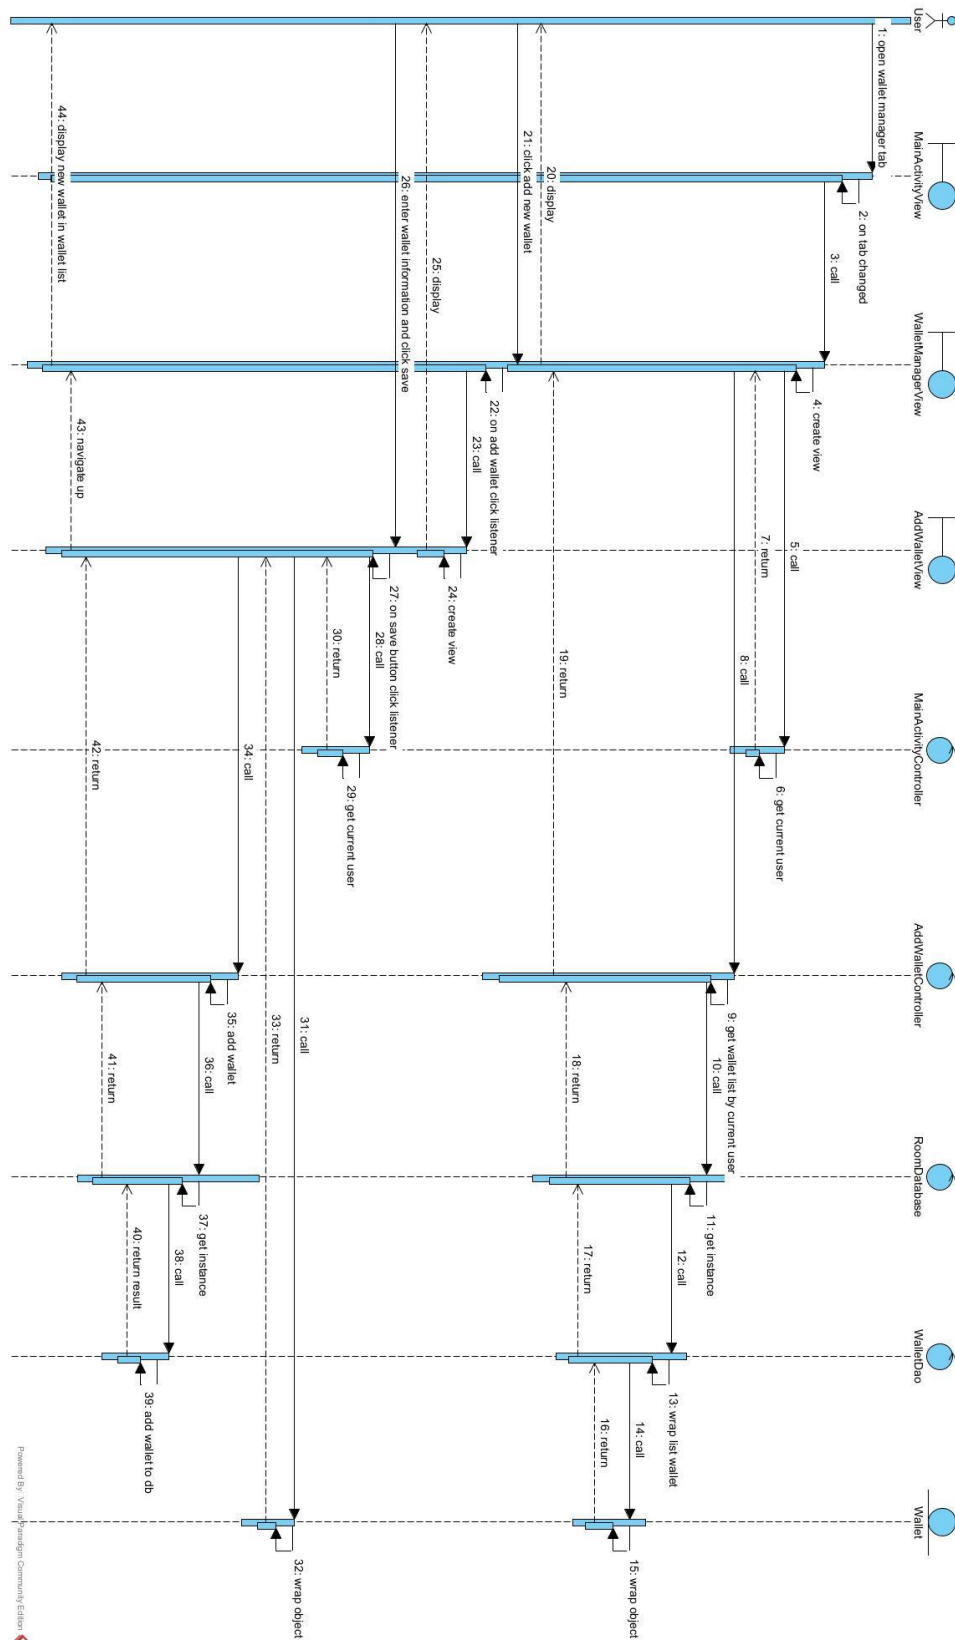 User
MainActivityView
WalletManagerView
AddWalletView
MainActivityController
AddWalletController
RoomDatabase
WalletDao
Wallet
1: open wallet manager tab
2: on tab changed
3: call
4: create view
5: call
6: get current user
7: return
8: call
9: get wallet list by current user
10: call
11: get instance
12: call
13: wrap list wallet
14: call
15: wrap object
16: return
17: return
18: return
19: return
20: display
21: click add new wallet
22: on add wallet click listener
23: call
24: create view
25: display
26: enter wallet information and click save
27: on save button click listener
28: call
29: get current user
30: return
31: call
32: wrap object
33: return
34: call
35: add wallet
36: call
37: get instance
38: call
39: add wallet to db
40: return result
41: return
42: return
43: navigate up
44: display new wallet in wallet list
Powered By Visual Paradigm Community Edition